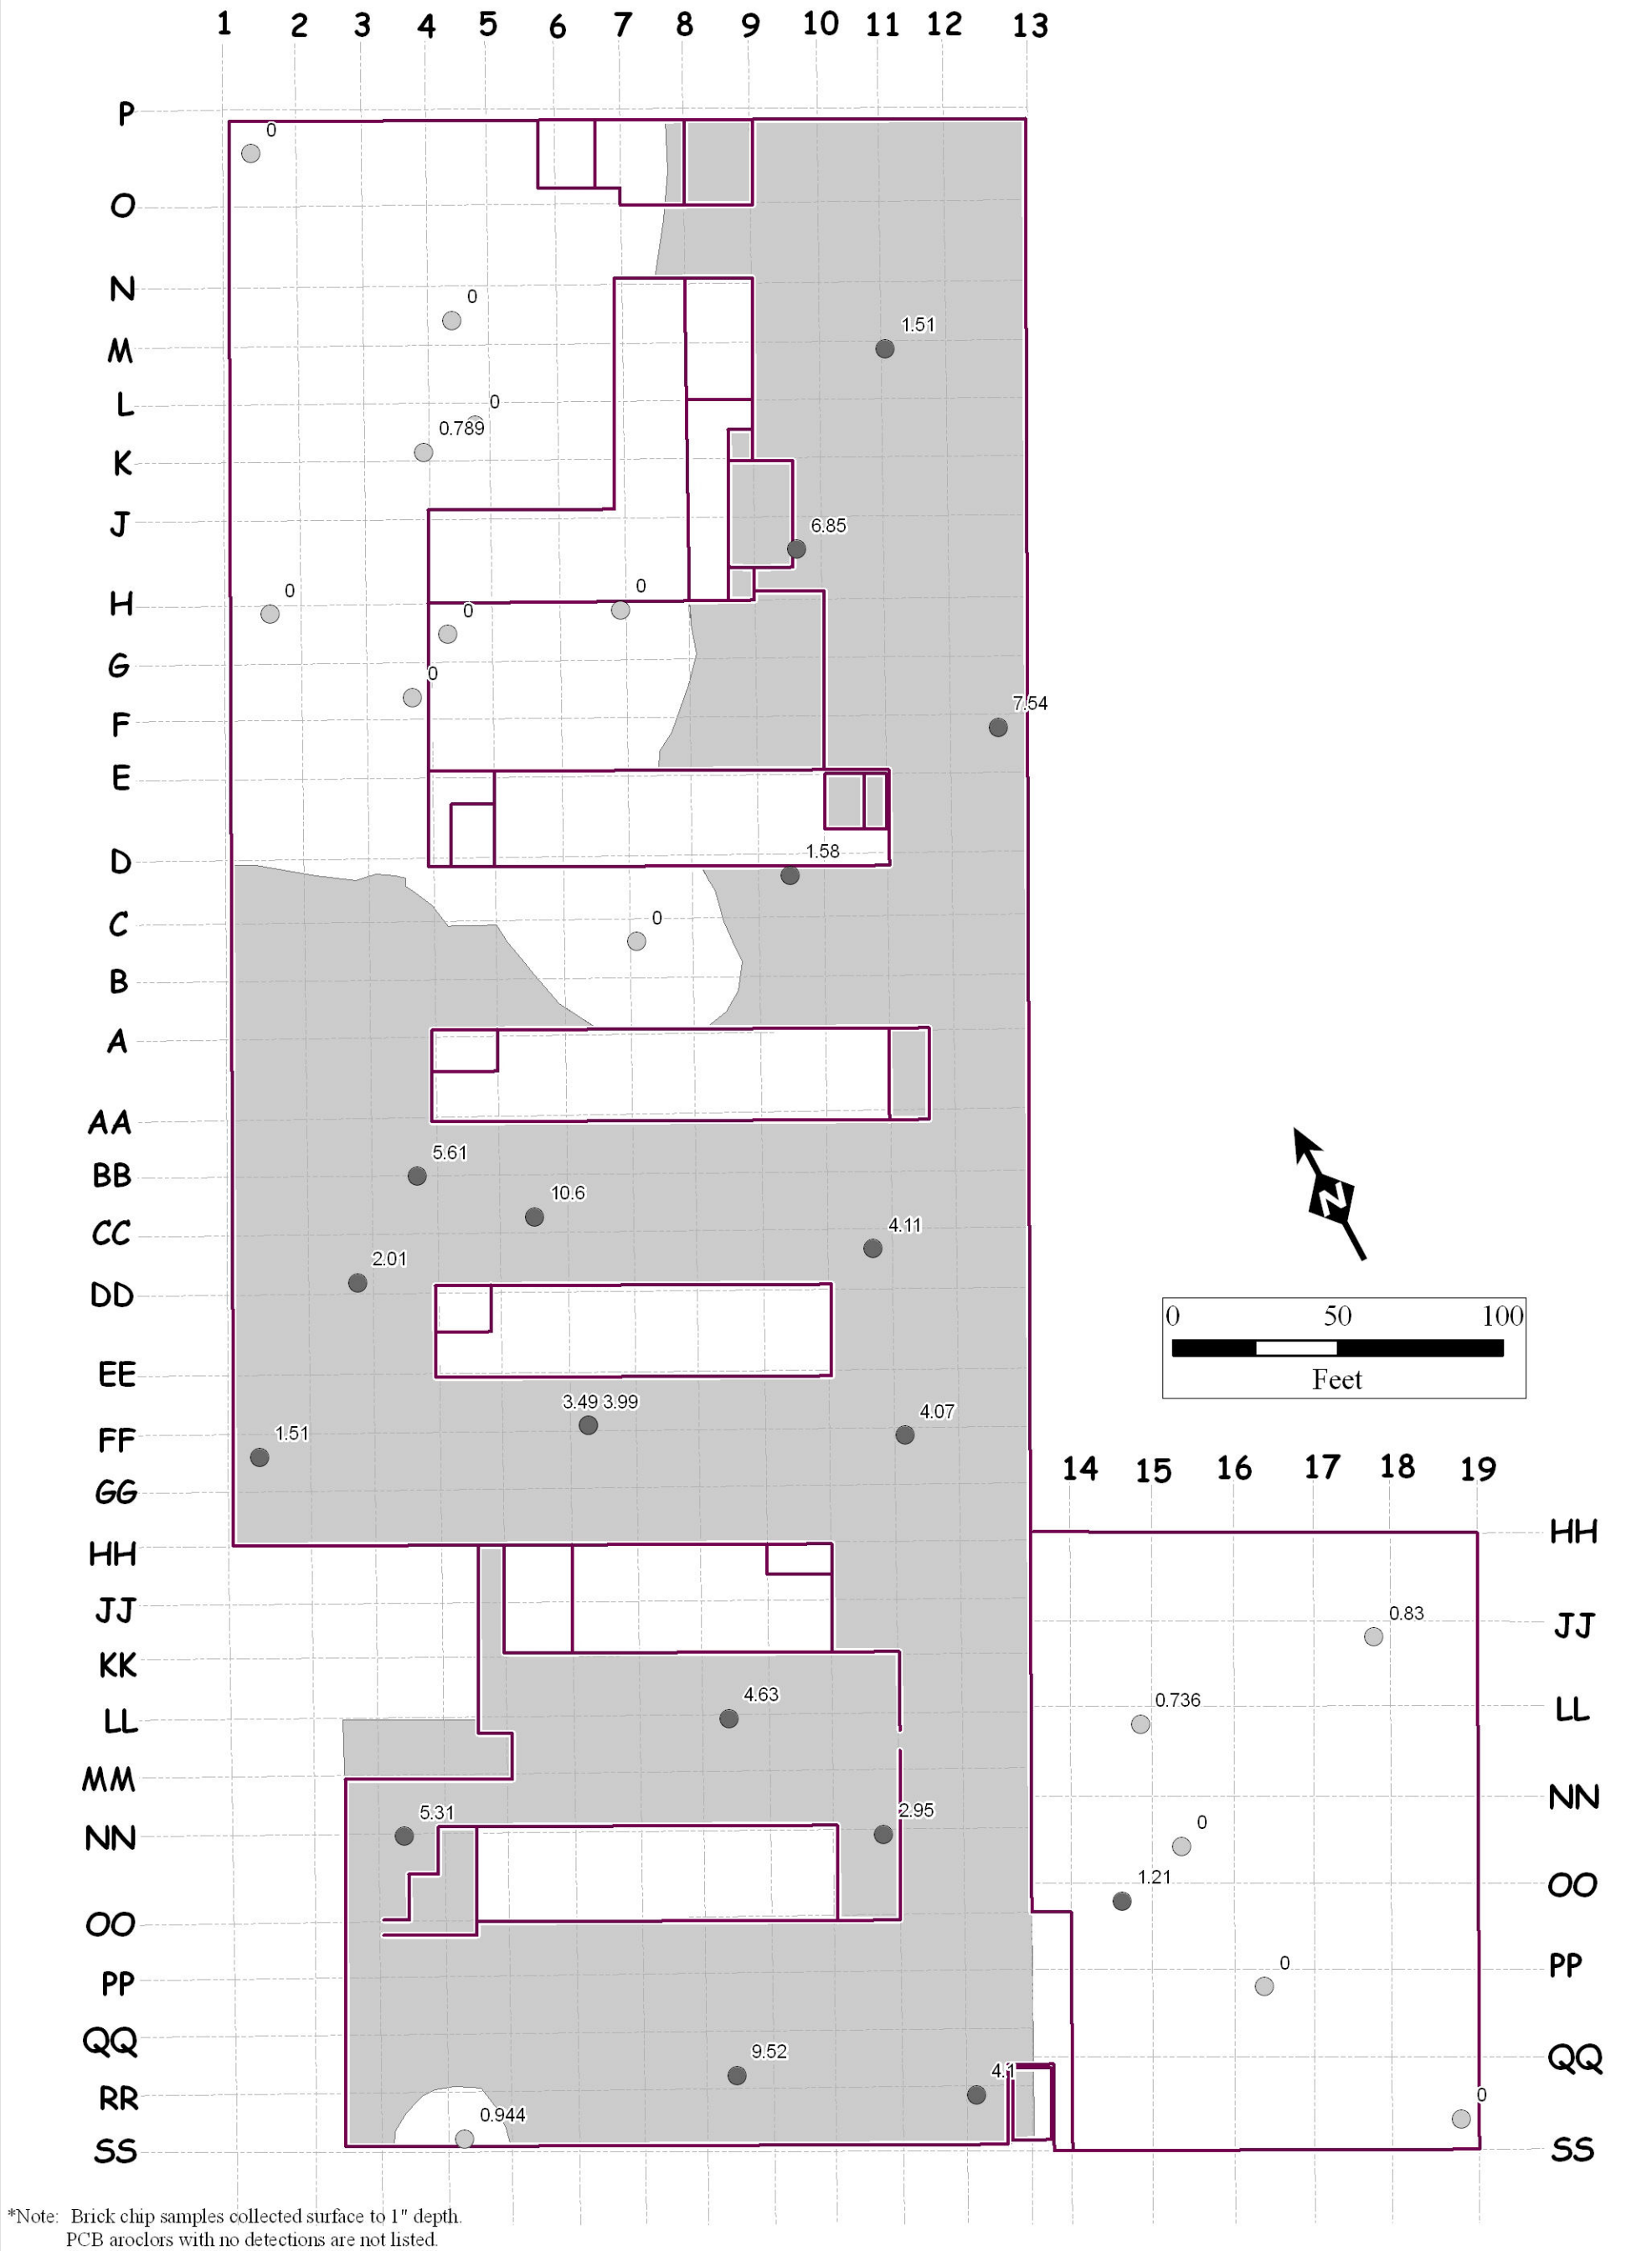 1 2 3 4 5 6 7 8 9 10 11 12 13
P
0
O
N
0
1.51
M
0
L
0.789
K
J
6.85
0
0
H
0
G
0
7.54
F
E
1.58
D
0
C
B
A
AA
5.61
BB
10.6
4.11
CC
2.01
DD
0 50 100
Feet
EE
3.49 3.99
4.07
1.51
FF
14 15 16 17 18 19
GG
HH
HH
0.83
JJ
JJ
KK
4.63
0.736
LL
LL
MM
NN
5.31
2.95
0
NN
1.21
OO
OO
0
PP
PP
QQ
9.52
QQ
4.1
0
RR
0.944
SS
SS
N
*Note: Brick chip samples collected surface to 1" depth.
PCB aroclors with no detections are not listed.